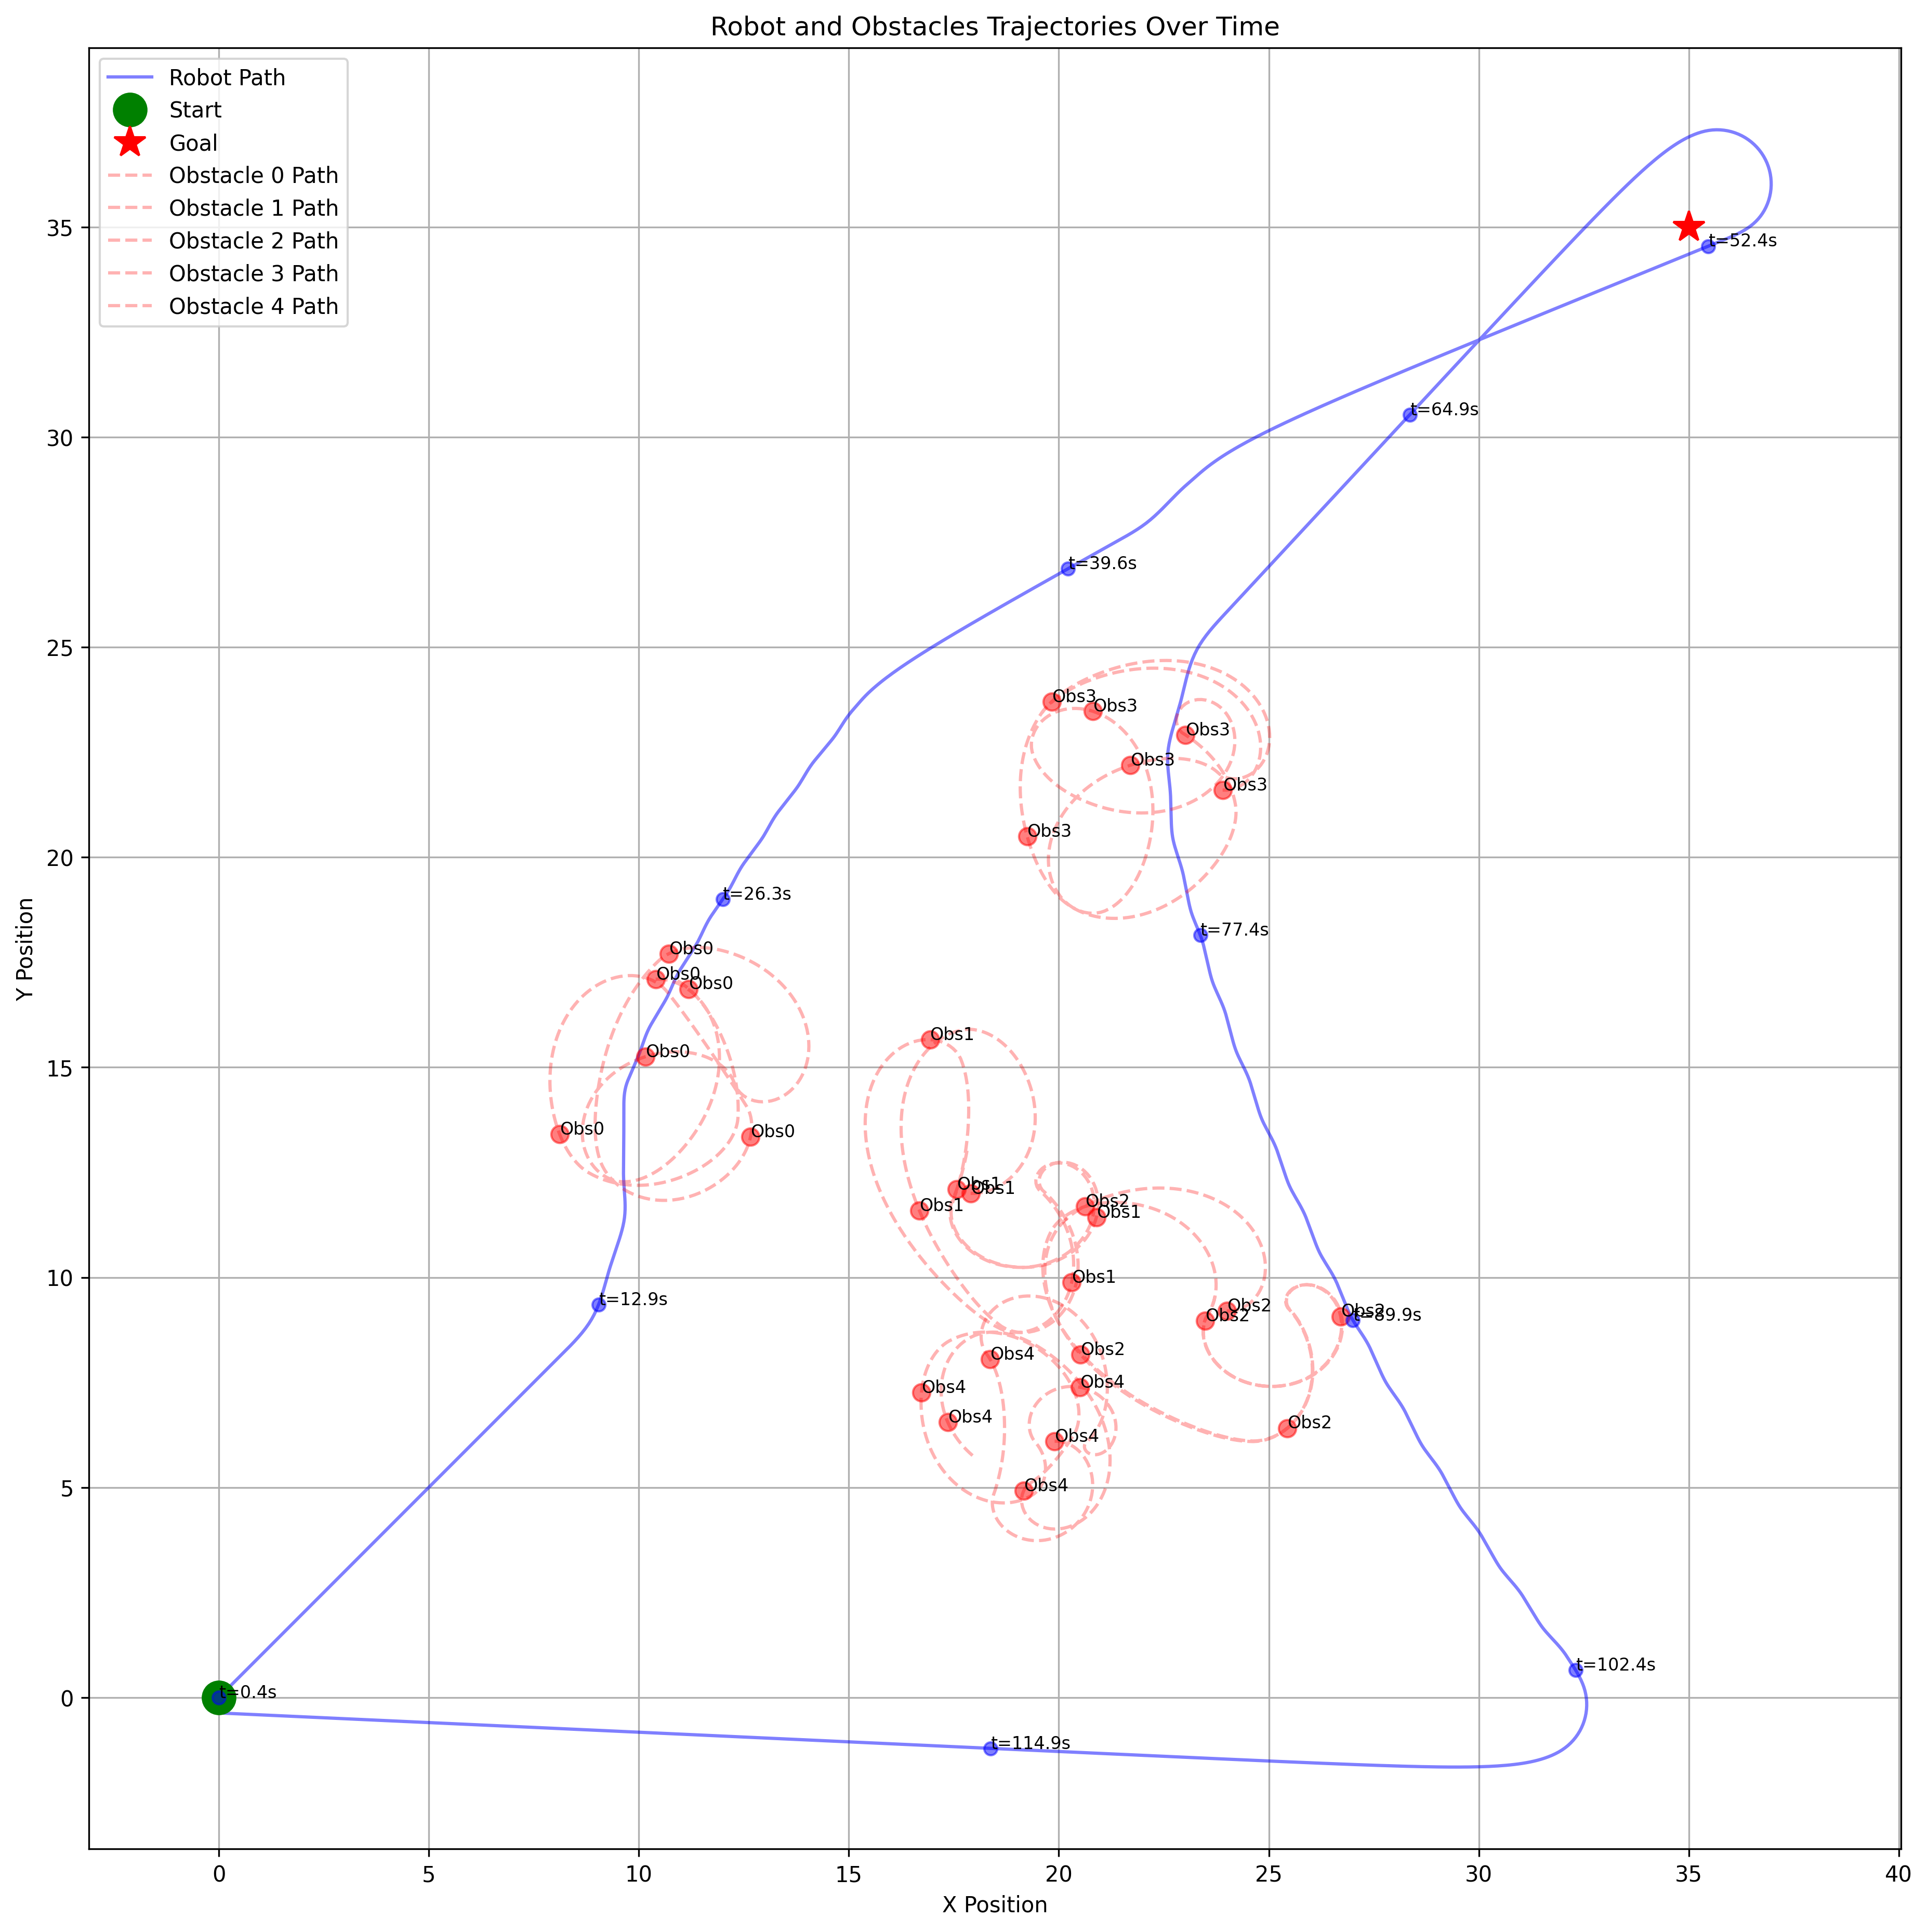 Robot and Obstacles Trajectories Over Time
Robot Path
Start
Goal
Obstacle 0 Path
Obstacle 1 Path
Obstacle 2 Path
Obstacle 3 Path
Obstacle 4 Path
35
30
25
20
15
10
5
0
Y Position
t=52.4s
t=64.9s
t=39.6s
Obs3
Obs3
Obs3
Obs3
Obs3
Obs3
t=26.3s
t=77.4s
Obs0
Obs0
Obs0
Obs0
Obs0
Obs0
Obs1
Obs1
Obs1
Obs1
Obs2
Obs1
Obs1
t=12.9s
Obs2
Obs2
Obs2
t=89.9s
Obs2
Obs4
Obs4
Obs4
Obs4
Obs2
Obs4
Obs4
t=102.4s
t=0.4s
t=114.9s
0
5
10
15
20
25
30
35
40
X Position